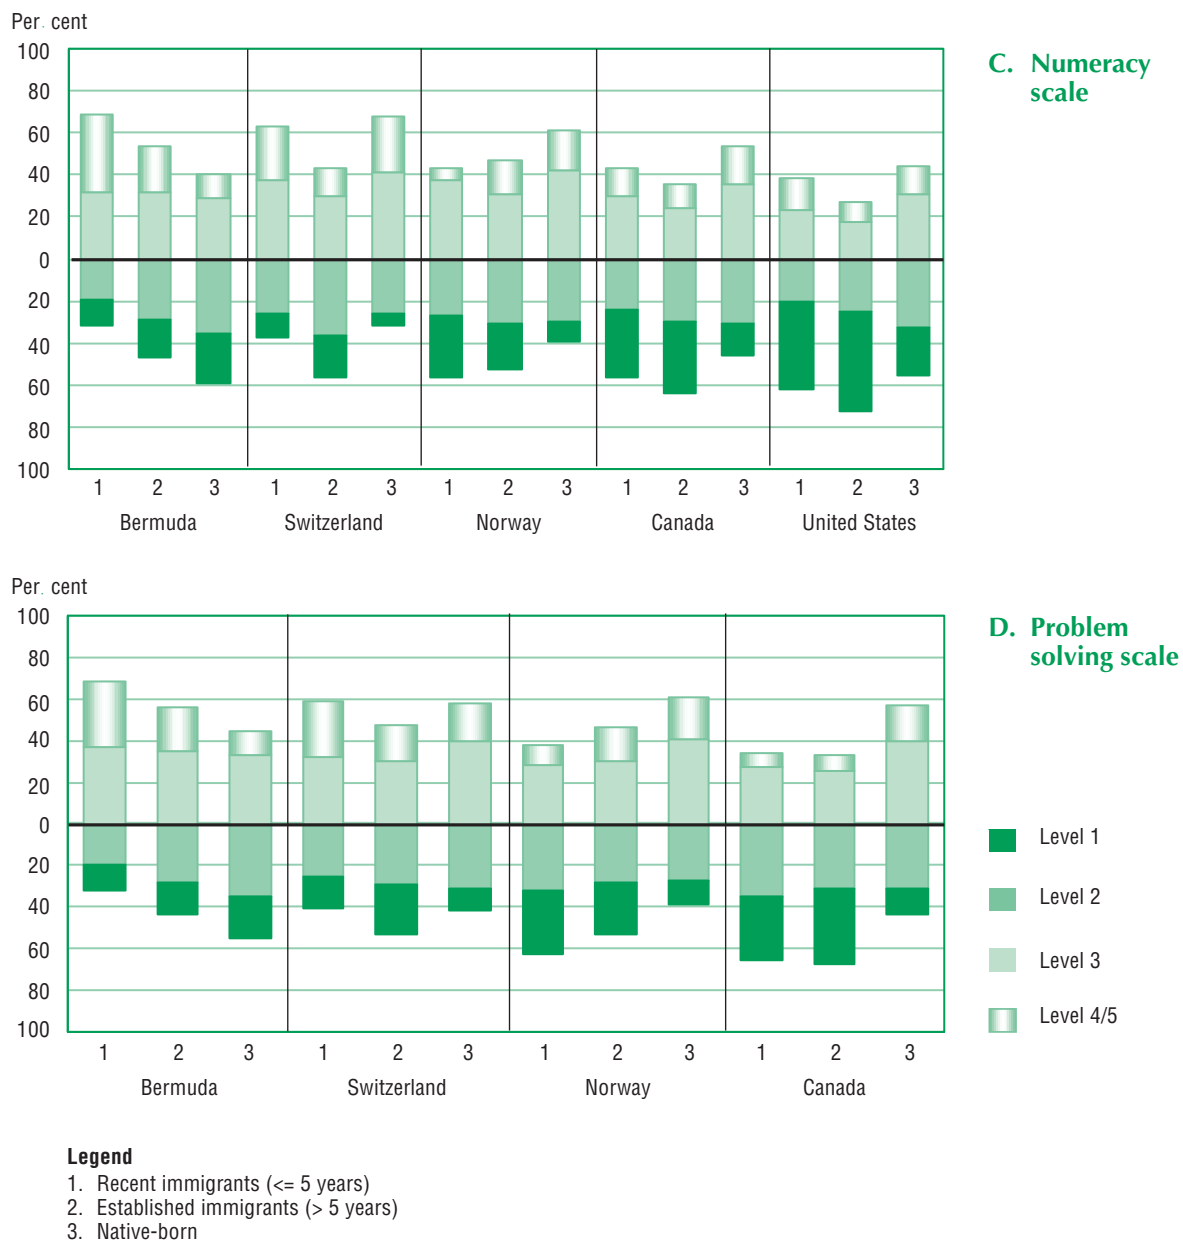 Per cent
C. Numeracy
scale
100
80
60
40
20
0
20
40
60
80
100
1 2 3 1 2 3 1 2 3 1 2 3 1 2 3
Bermuda Switzerland Norway Canada United States
Per cent
D. Problem
solving scale
100
80
60
40
20
0
20
40
60
80
100
Level 1
Level 2
Level 3
Level 4/5
1 2 3 1 2 3 1 2 3 1 2 3
Bermuda Switzerland Norway Canada
Legend
1. Recent immigrants (<= 5 years)
2. Established immigrants (> 5 years)
3. Native-born